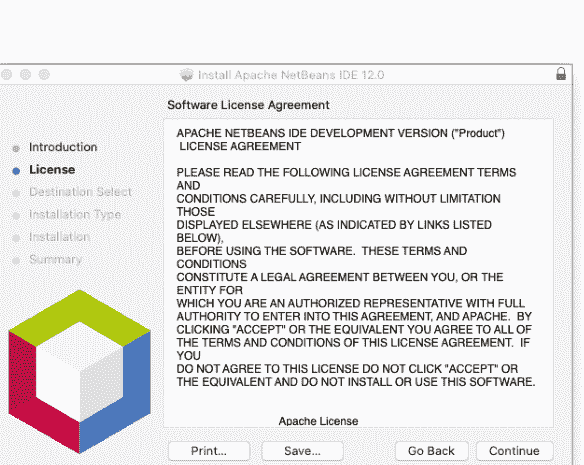 Install Apache NetBeans IDE 12.0
Software License Agreement
Introduction
License
Destination Select
Installation Type
Installation
Summary
APACHE NETBEANS IDE DEVELOPMENT VERSION ("Product")
LICENSE AGREEMENT
PLEASE READ THE FOLLOWING LICENSE AGREEMENT TERMS
AND
CONDITIONS CAREFULLY, INCLUDING WITHOUT LIMITATION
THOSE
DISPLAYED ELSEWHERE (AS INDICATED BY LINKS LISTED
BELOW),
BEFORE USING THE SOFTWARE.  THESE TERMS AND
CONDITIONS
CONSTITUTE A LEGAL AGREEMENT BETWEEN YOU, OR THE
ENTITY FOR
WHICH YOU ARE AN AUTHORIZED REPRESENTATIVE WITH FULL
AUTHORITY TO ENTER INTO THIS AGREEMENT, AND APACHE.  BY
CLICKING "ACCEPT" OR THE EQUIVALENT YOU AGREE TO ALL OF
THE TERMS AND CONDITIONS OF THIS LICENSE AGREEMENT.  IF
YOU
DO NOT AGREE TO THIS LICENSE DO NOT CLICK "ACCEPT" OR
THE EQUIVALENT AND DO NOT INSTALL OR USE THIS SOFTWARE.
Apache License
Print... Save... Go Back Continue